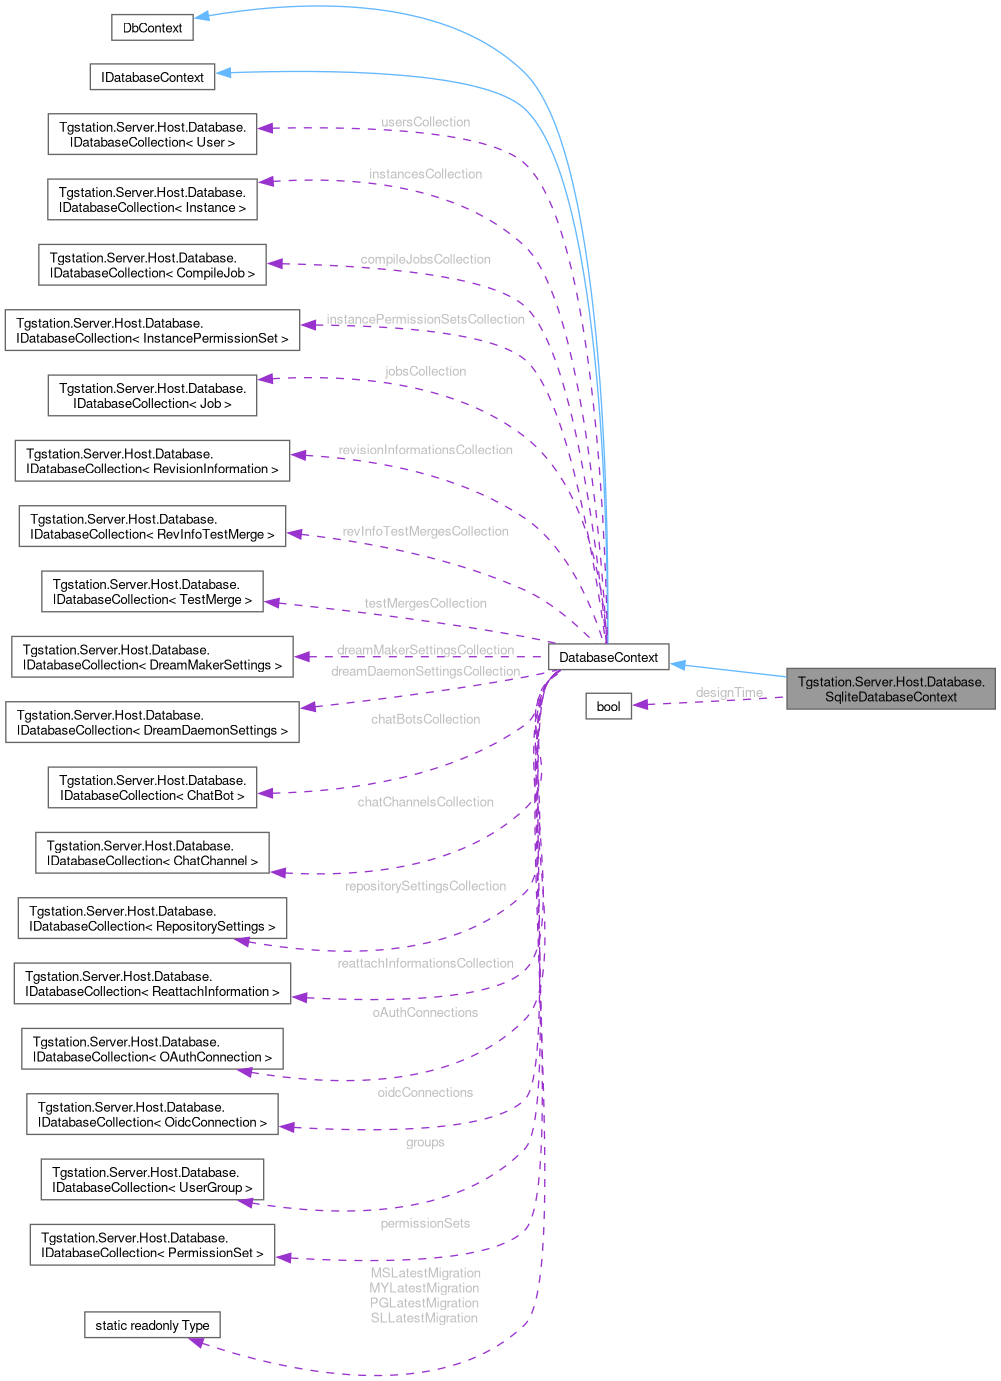 DbContext
IDatabaseContext
Tgstation.Server.Host.Database.
IDatabaseCollection< User >
usersCollection
Tgstation.Server.Host.Database.
IDatabaseCollection< Instance >
instancesCollection
Tgstation.Server.Host.Database.
IDatabaseCollection< CompileJob >
compileJobsCollection
Tgstation.Server.Host.Database.
IDatabaseCollection< InstancePermissionSet >
instancePermissionSetsCollection
Tgstation.Server.Host.Database.
IDatabaseCollection< Job >
jobsCollection
Tgstation.Server.Host.Database.
IDatabaseCollection< RevisionInformation >
revisionInformationsCollection
Tgstation.Server.Host.Database.
IDatabaseCollection< RevInfoTestMerge >
revInfoTestMergesCollection
Tgstation.Server.Host.Database.
IDatabaseCollection< TestMerge >
testMergesCollection
Tgstation.Server.Host.Database.
IDatabaseCollection< DreamMakerSettings >
dreamMakerSettingsCollection
DatabaseContext
Tgstation.Server.Host.Database.
SqliteDatabaseContext
designTime
bool
dreamDaemonSettingsCollection
Tgstation.Server.Host.Database.
IDatabaseCollection< DreamDaemonSettings >
chatBotsCollection
Tgstation.Server.Host.Database.
IDatabaseCollection< ChatBot >
chatChannelsCollection
Tgstation.Server.Host.Database.
IDatabaseCollection< ChatChannel >
repositorySettingsCollection
Tgstation.Server.Host.Database.
IDatabaseCollection< RepositorySettings >
reattachInformationsCollection
Tgstation.Server.Host.Database.
IDatabaseCollection< ReattachInformation >
oAuthConnections
Tgstation.Server.Host.Database.
IDatabaseCollection< OAuthConnection >
oidcConnections
Tgstation.Server.Host.Database.
IDatabaseCollection< OidcConnection >
groups
Tgstation.Server.Host.Database.
IDatabaseCollection< UserGroup >
permissionSets
Tgstation.Server.Host.Database.
IDatabaseCollection< PermissionSet >
MSLatestMigration
MYLatestMigration
PGLatestMigration
SLLatestMigration
static readonly Type